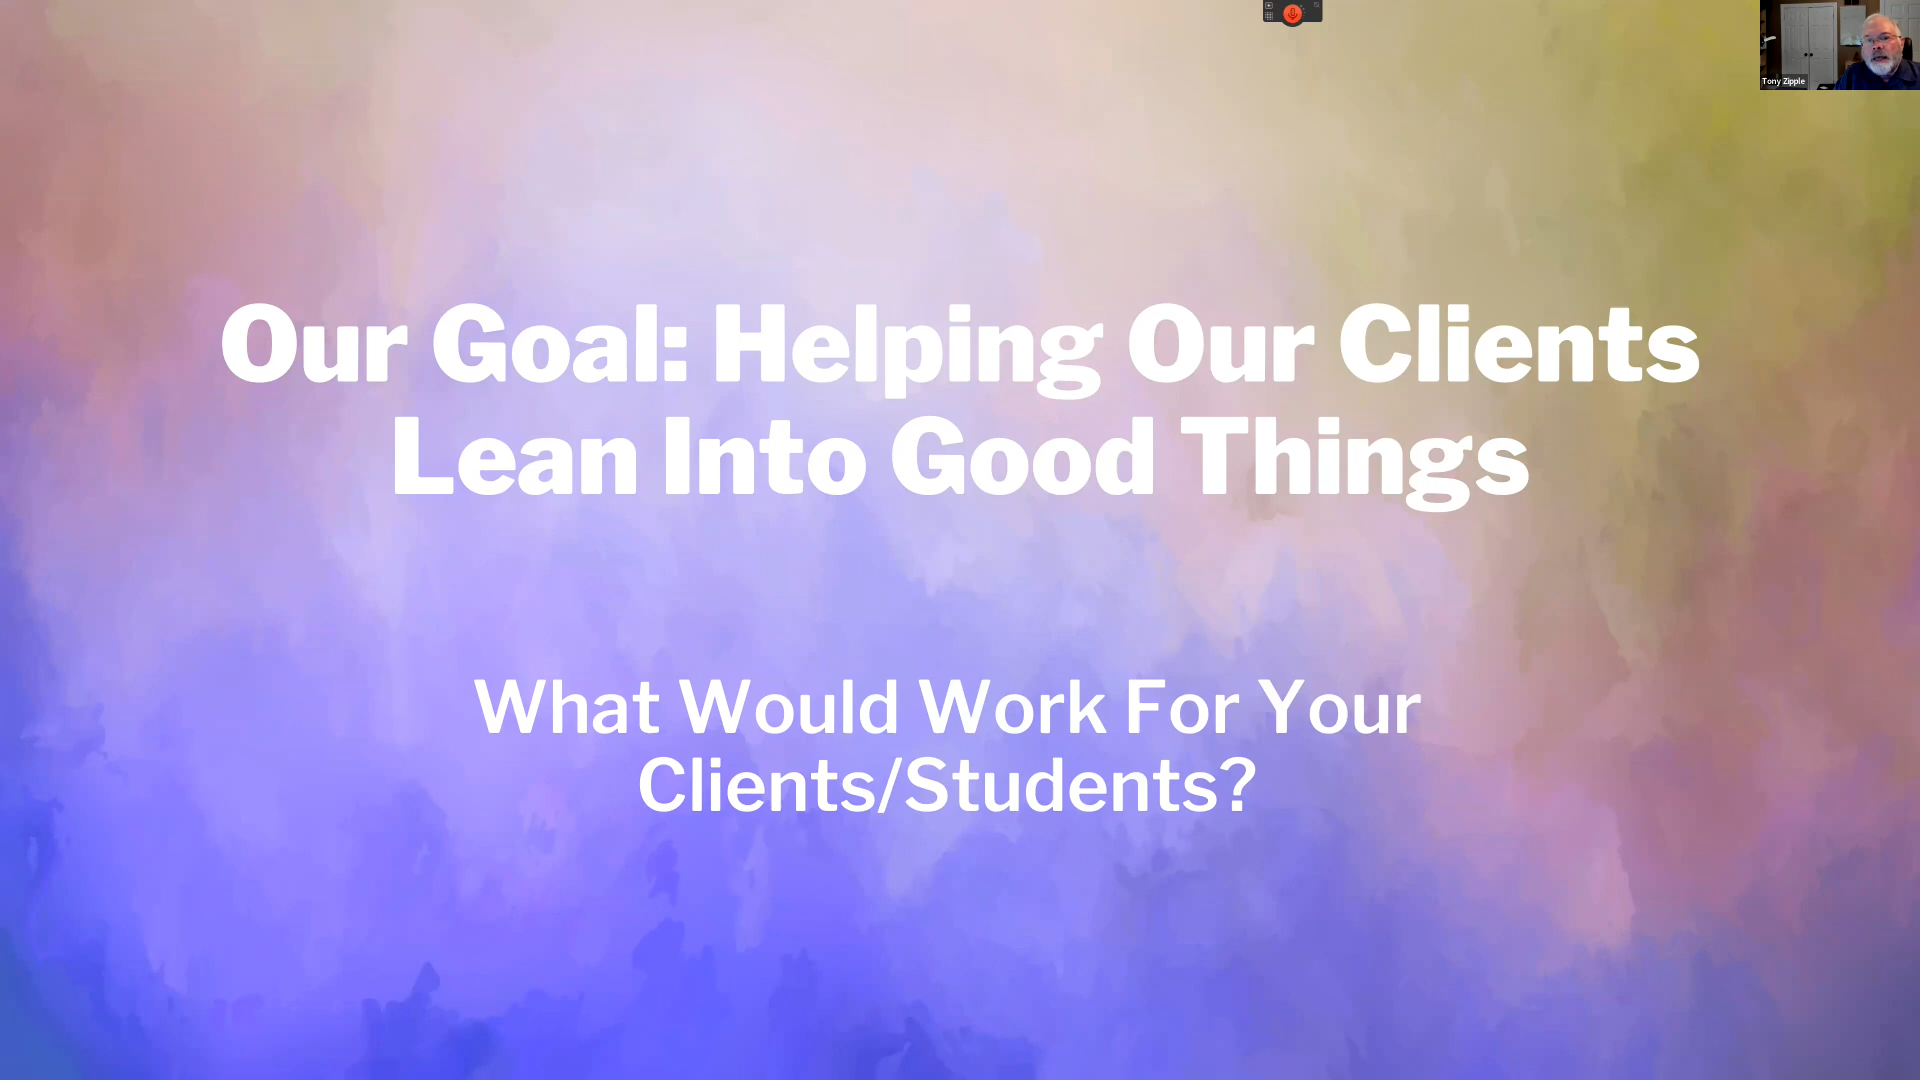 Tony Zipple
Our Goal: Helping Our Clients
Lean Into Good Things
What Would Work For Your
Clients/Students?